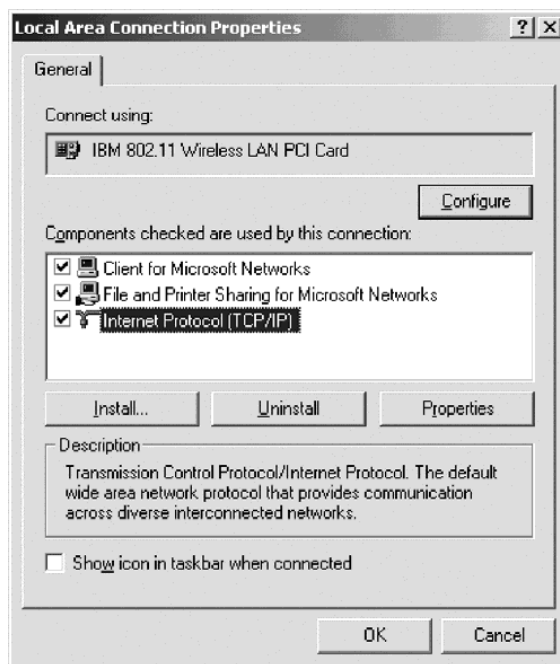 Local Area Connection Properties
General
Connect using:
IBM 802.11 Wireless LAN PCI Card
Configure
Components checked are used by this connection:
Client for Microsoft Networks
File and Printer Sharing for Microsoft Networks
Internet Protocol (TCP/IP)
Install... Uninstall Properties
Description
Transmission Control Protocol/Internet Protocol. The default
wide area network protocol that provides communication
across diverse interconnected networks.
Show icon in taskbar when connected
OK Cancel